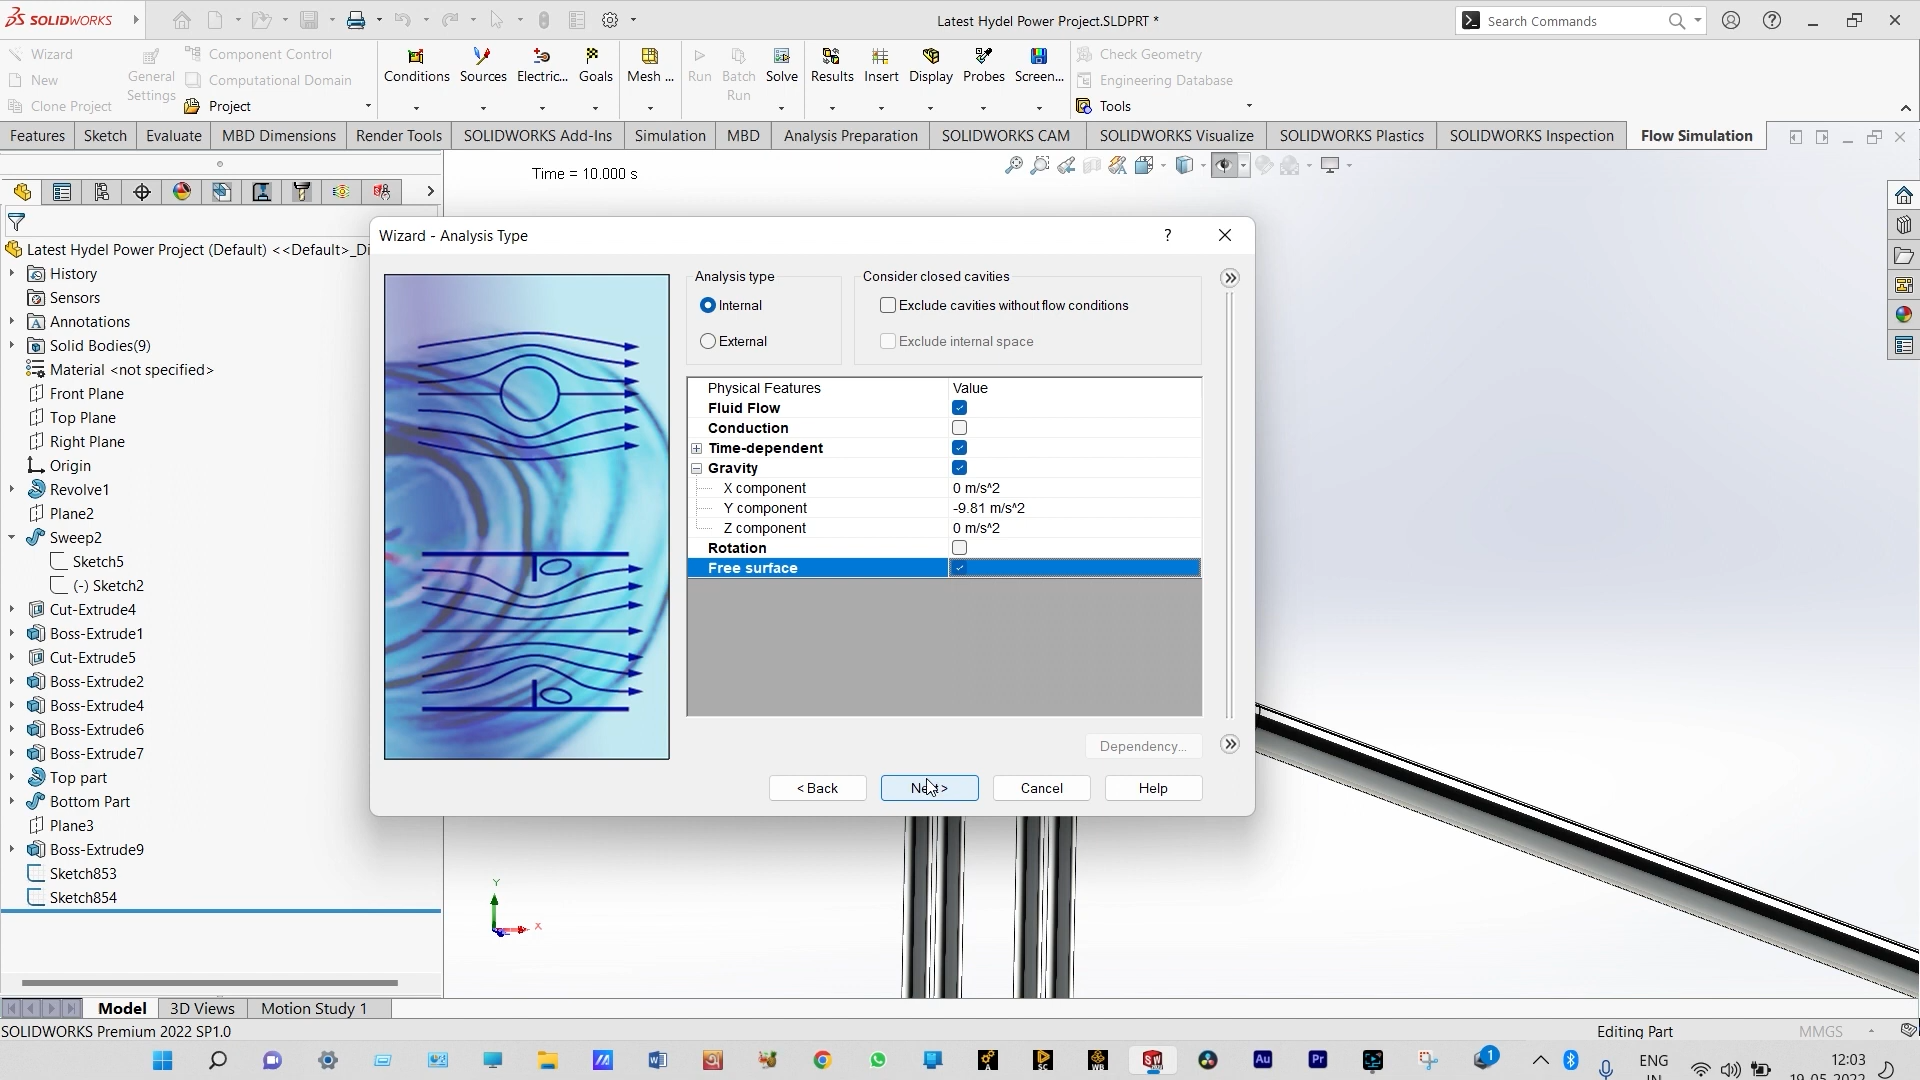 SOLIDWORKS
Latest Hydel Power Project.SLDPRT *
Search Commands
Wizard
New
Clone Project
General
Settings
Component Control
Computational Domain
Project
Conditions
Sources
Electric...
Goals
Mesh ...
Run
Batch
Run
Solve
Results
Insert
Display
Probes
Screen...
Check Geometry
Engineering Database
Tools
Features
Sketch
Evaluate
MBD Dimensions
Render Tools
SOLIDWORKS Add-Ins
Simulation
MBD
Analysis Preparation
SOLIDWORKS CAM
SOLIDWORKS Visualize
SOLIDWORKS Plastics
SOLIDWORKS Inspection
Flow Simulation
Time = 10.000 s
Latest Hydel Power Project (Default) <<Default>_Di
History
Sensors
Annotations
Solid Bodies(9)
Material <not specified>
Front Plane
Top Plane
Right Plane
Origin
Revolve1
Plane2
Sweep2
Sketch5
(-) Sketch2
Cut-Extrude4
Boss-Extrude1
Cut-Extrude5
Boss-Extrude2
Boss-Extrude4
Boss-Extrude6
Boss-Extrude7
Top part
Bottom Part
Plane3
Boss-Extrude9
Sketch853
Sketch854
Wizard - Analysis Type
?
Analysis type
Internal
External
Consider closed cavities
Exclude cavities without flow conditions
Exclude internal space
Physical Features Value
Fluid Flow
Conduction
Time-dependent
Gravity
X component 0 m/s^2
Y component -9.81 m/s^2
Z component 0 m/s^2
Rotation
Free surface
Dependency...
< Back
Next >
Cancel
Help
Y
X
Model
3D Views
Motion Study 1
SOLIDWORKS Premium 2022 SP1.0
Editing Part
MMGS
1
ENG
IN
12:03
19-05-2022